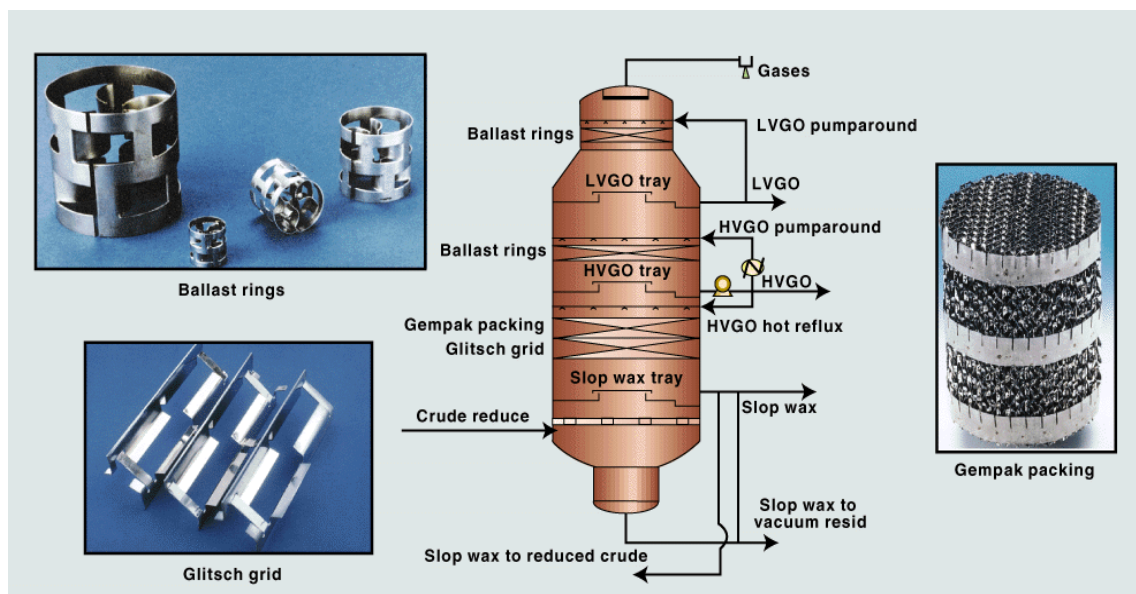 Gases
Ballast rings
LVGO pumparound
LVGO tray
LVGO
HVGO pumparound
Ballast rings
HVGO tray
HVGO
Ballast rings
Gempak packing
Glitsch grid
HVGO hot reflux
Slop wax tray
Slop wax
Crude reduce
Gempak packing
Slop wax to
vacuum resid
Slop wax to reduced crude
Glitsch grid